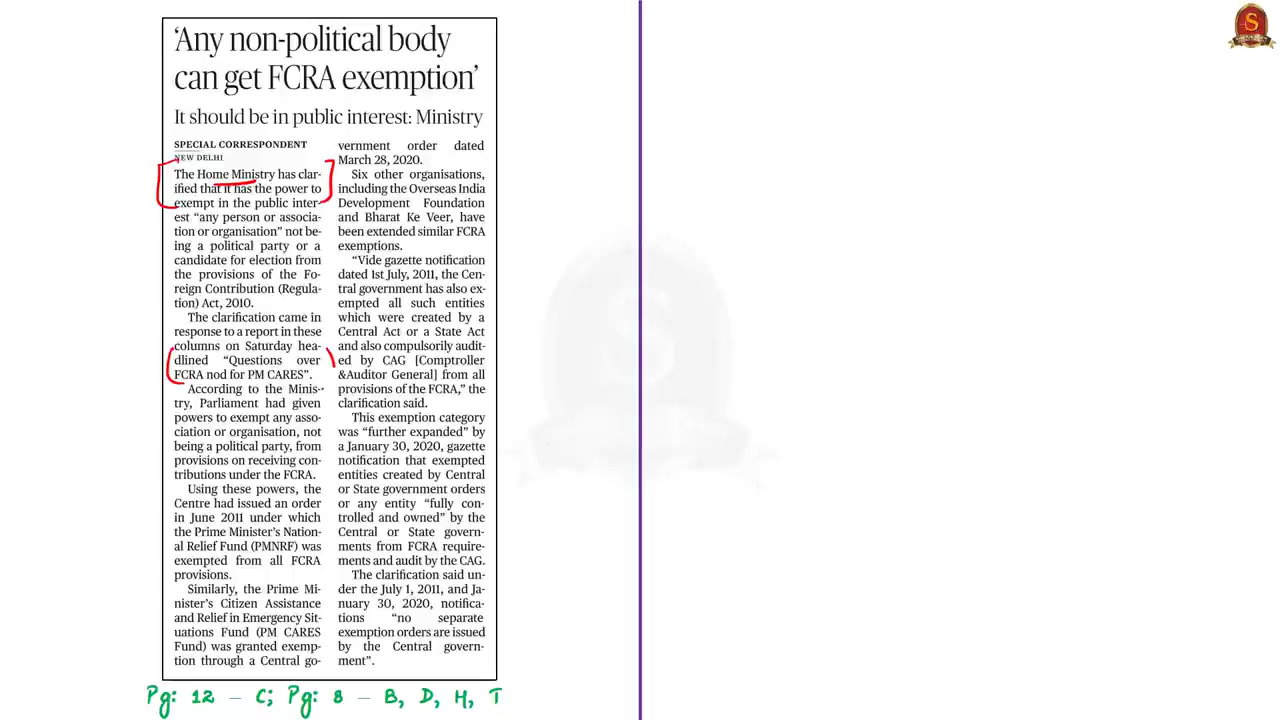 ‘Any non-political body
can get FCRA exemption’
It should be in public interest: Ministry
SPECIAL CORRESPONDENT
NEW DELHI
The Home Ministry has clar-
ified that it has the power to
exempt in the public inter-
est “any person or associa-
tion or organisation” not be-
ing a political party or a
candidate for election from
the provisions of the Fo-
reign Contribution (Regula-
tion) Act, 2010.
The clarification came in
response to a report in these
columns on Saturday hea-
dlined “Questions over
FCRA nod for PM CARES”.
According to the Minis-
try, Parliament had given
powers to exempt any asso-
ciation or organisation, not
being a political party, from
provisions on receiving con-
tributions under the FCRA.
Using these powers, the
Centre had issued an order
in June 2011 under which
the Prime Minister’s Nation-
al Relief Fund (PMNRF) was
exempted from all FCRA
provisions.
Similarly, the Prime Mi-
nister’s Citizen Assistance
and Relief in Emergency Sit-
uations Fund (PM CARES
Fund) was granted exemp-
tion through a Central go-
vernment order dated
March 28, 2020.
Six other organisations,
including the Overseas India
Development Foundation
and Bharat Ke Veer, have
been extended similar FCRA
exemptions.
“Vide gazette notification
dated 1st July, 2011, the Cen-
tral government has also ex-
empted all such entities
which were created by a
Central Act or a State Act
and also compulsorily audit-
ed by CAG [Comptroller
&Auditor General] from all
provisions of the FCRA,” the
clarification said.
This exemption category
was “further expanded” by
a January 30, 2020, gazette
notification that exempted
entities created by Central
or State government orders
or any entity “fully con-
trolled and owned” by the
Central or State govern-
ments from FCRA require-
ments and audit by the CAG.
The clarification said un-
der the July 1, 2011, and Ja-
nuary 30, 2020, notifica-
tions “no separate
exemption orders are issued
by the Central govern-
ment”.
Pg: 12 – C; Pg: 8 – B, D, H, T
S